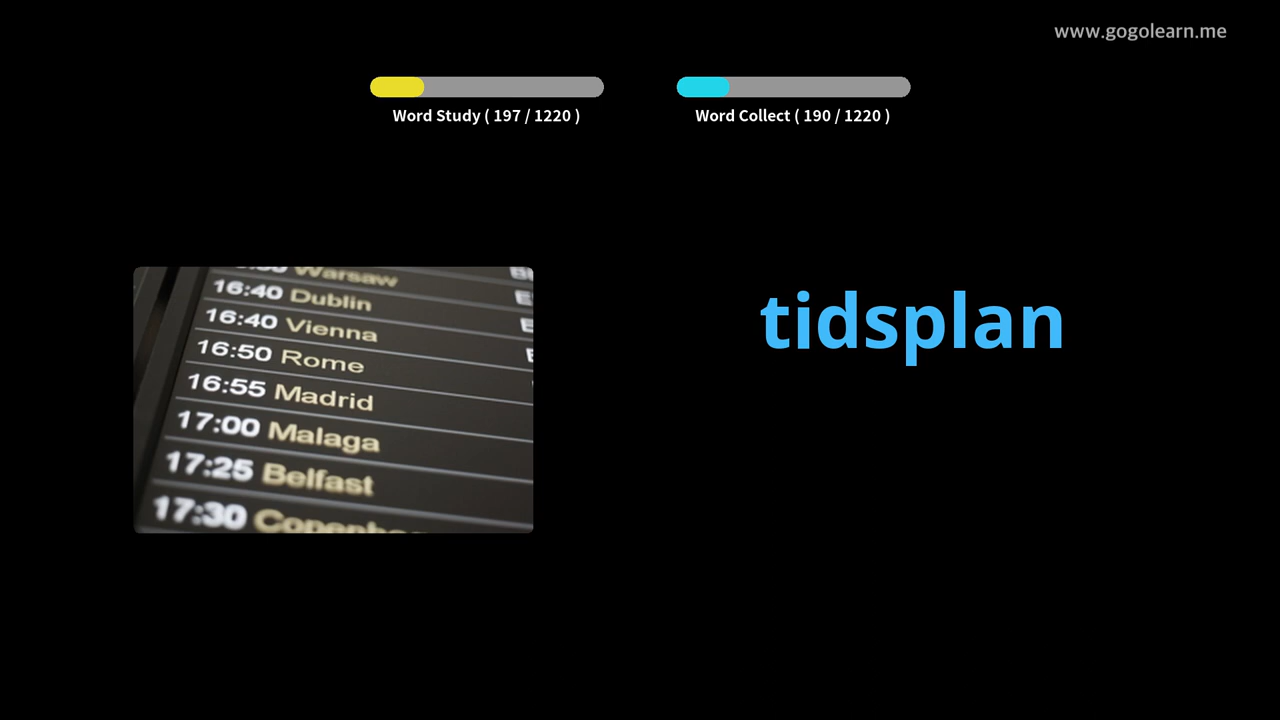 www.gogolearn.me
Word Study ( 197 / 1220 )
Word Collect ( 190 / 1220 )
Warsaw
16:40 Dublin
16:40 Vienna
16:50 Rome
16:55 Madrid
17:00 Malaga
17:25 Belfast
17:30
tidsplan